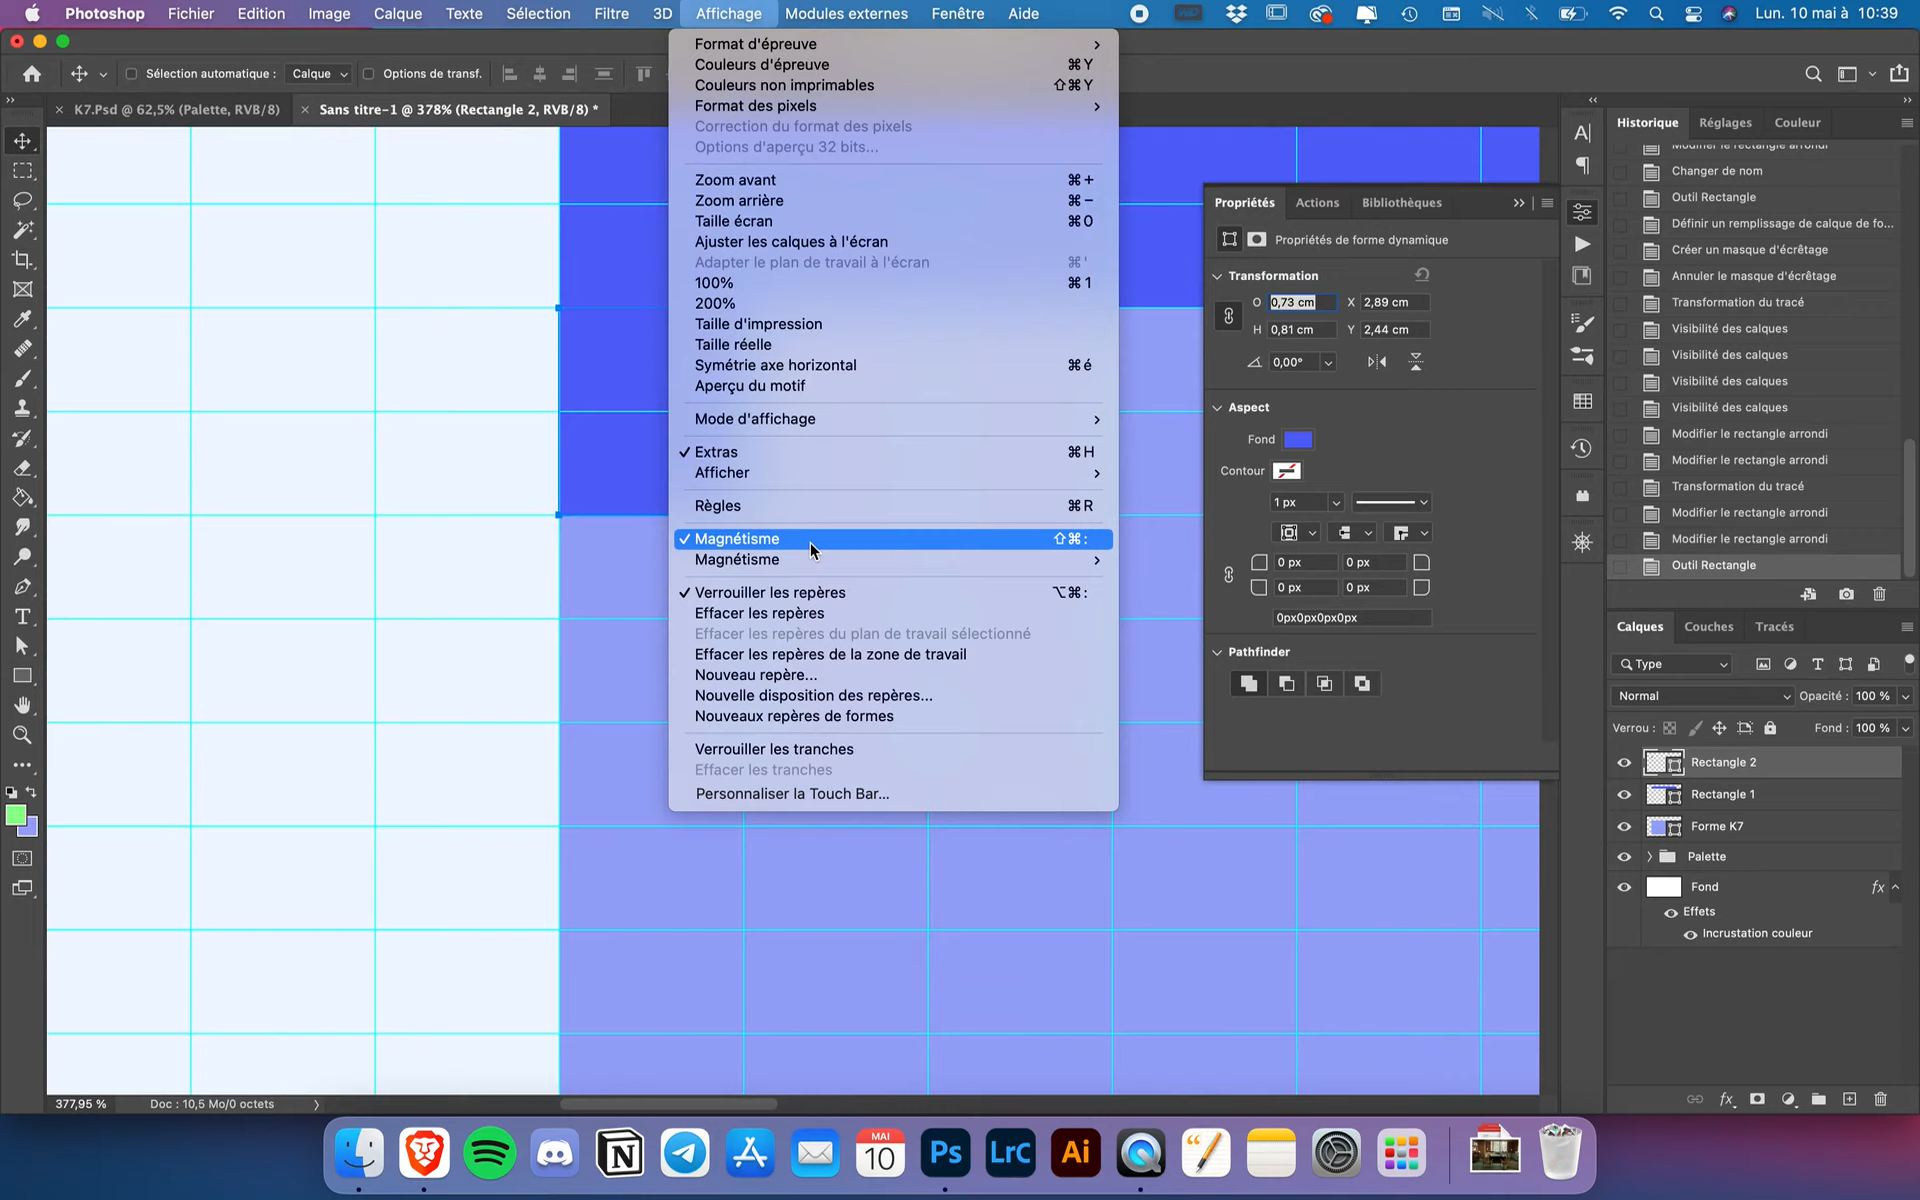 Photoshop Fichier Edition Image Calque Texte Sélection Filtre 3D Affichage Modules externes Fenêtre Aide Lun. 10 mai à 10:39
Sélection automatique : Calque Options de transf.
K7.Psd @ 62,5% (Palette, RVB/8) Sans titre-1 @ 378% (Rectangle 2, RVB/8) *
Format d'épreuve
Couleurs d'épreuve ⌘Y
Couleurs non imprimables ⇧⌘Y
Format des pixels
Correction du format des pixels
Options d'aperçu 32 bits...
Zoom avant ⌘+
Zoom arrière ⌘−
Taille écran ⌘0
Ajuster les calques à l'écran
Adapter le plan de travail à l'écran ⌘'
100% ⌘1
200%
Taille d'impression
Taille réelle
Symétrie axe horizontal ⌘é
Aperçu du motif
Mode d'affichage
✓ Extras ⌘H
Afficher
Règles ⌘R
✓ Magnétisme ⇧⌘:
Magnétisme
✓ Verrouiller les repères ⌥⌘:
Effacer les repères
Effacer les repères du plan de travail sélectionné
Effacer les repères de la zone de travail
Nouveau repère...
Nouvelle disposition des repères...
Nouveaux repères de formes
Verrouiller les tranches
Effacer les tranches
Personnaliser la Touch Bar...
Propriétés Actions Bibliothèques
Propriétés de forme dynamique
Transformation
O 0,73 cm X 2,89 cm
H 0,81 cm Y 2,44 cm
0,00°
Aspect
Fond
Contour
1 px
0 px 0 px
0 px 0 px
0px0px0px0px
Pathfinder
Historique Réglages Couleur
Modifier le rectangle arrondi
Changer de nom
Outil Rectangle
Définir un remplissage de calque de fo...
Créer un masque d'écrêtage
Annuler le masque d'écrêtage
Transformation du tracé
Visibilité des calques
Visibilité des calques
Visibilité des calques
Visibilité des calques
Modifier le rectangle arrondi
Modifier le rectangle arrondi
Transformation du tracé
Modifier le rectangle arrondi
Modifier le rectangle arrondi
Outil Rectangle
Calques Couches Tracés
Type
Normal Opacité : 100 %
Verrou : Fond : 100 %
Rectangle 2
Rectangle 1
Forme K7
Palette
Fond fx
Effets
Incrustation couleur
fx
377,95 % Doc : 10,5 Mo/0 octets
MAI
10
Ps LrC Ai